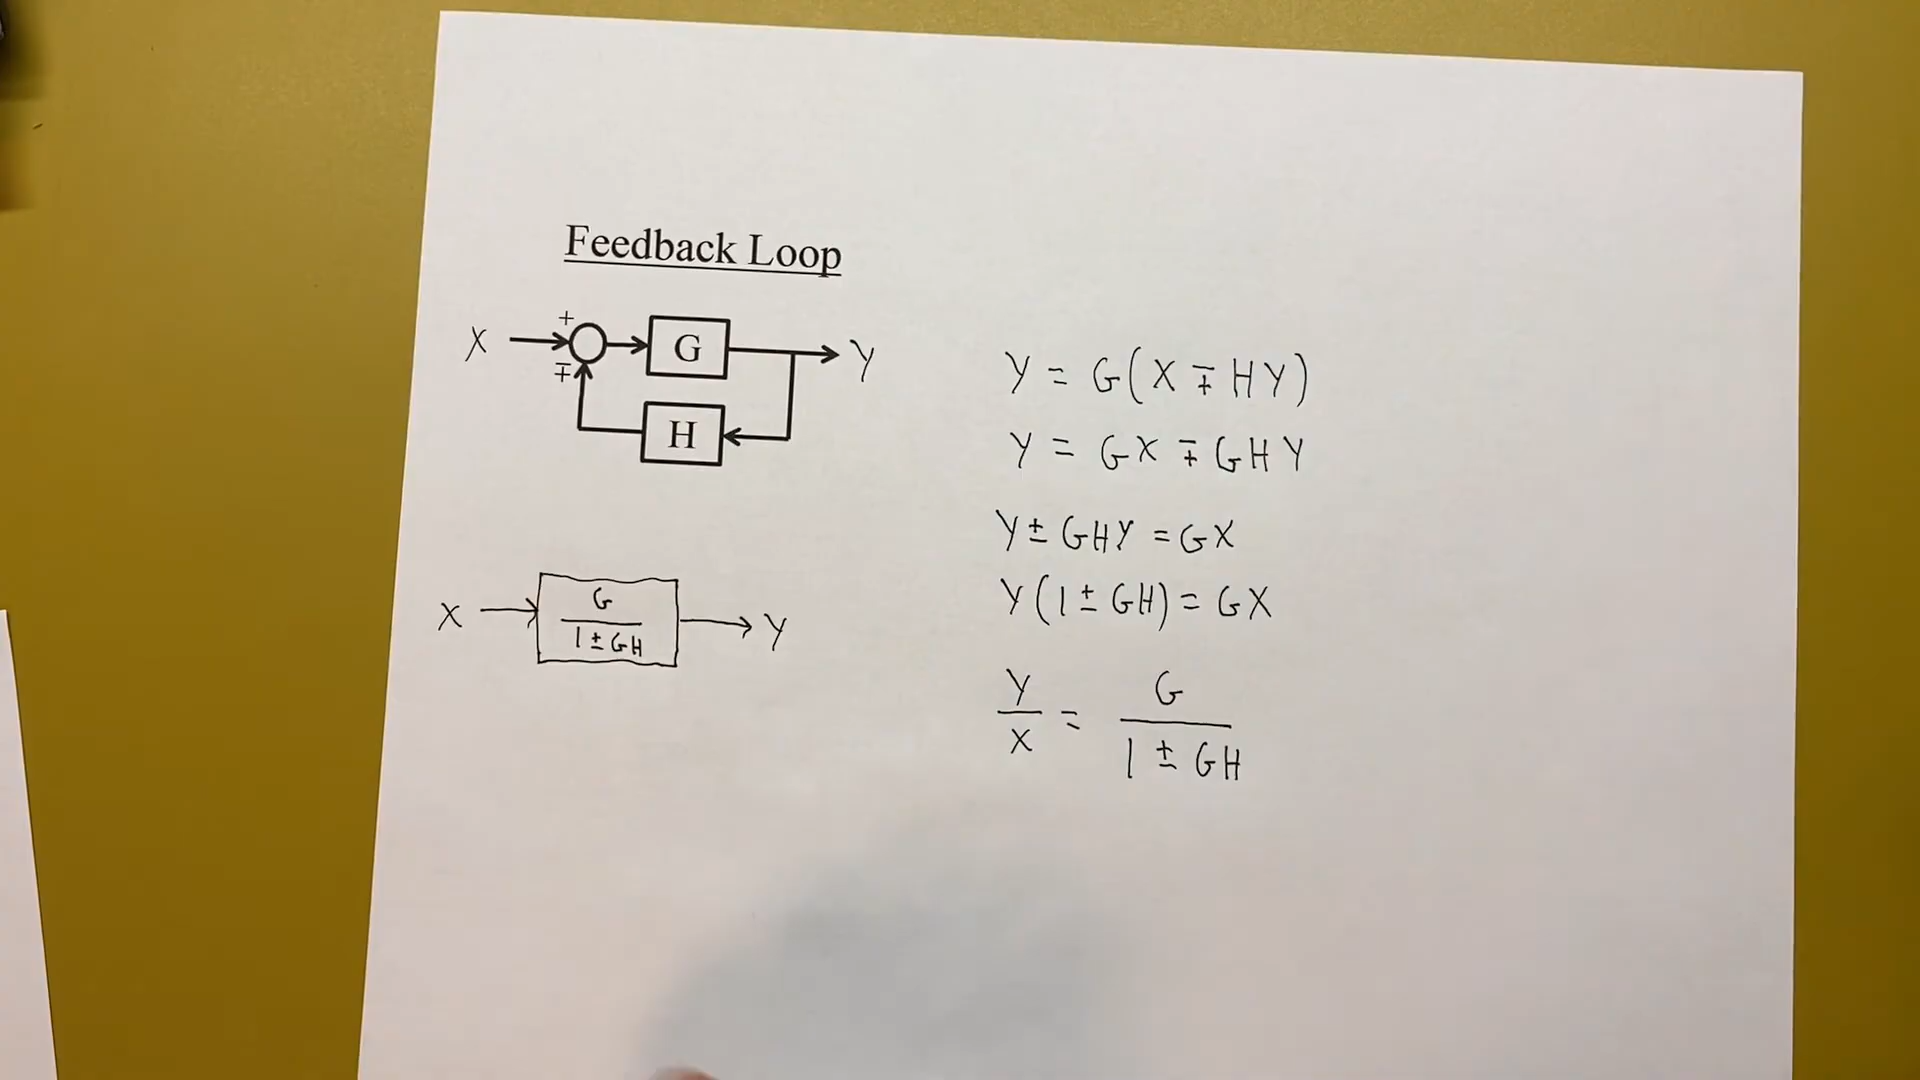 Feedback Loop
X + ∓ G Y
H
X G Y
1 ± GH
Y = G(X ∓ HY)
Y = GX ∓ GHY
Y ± GHY = GX
Y(1 ± GH) = GX
Y G
X = 1 ± GH